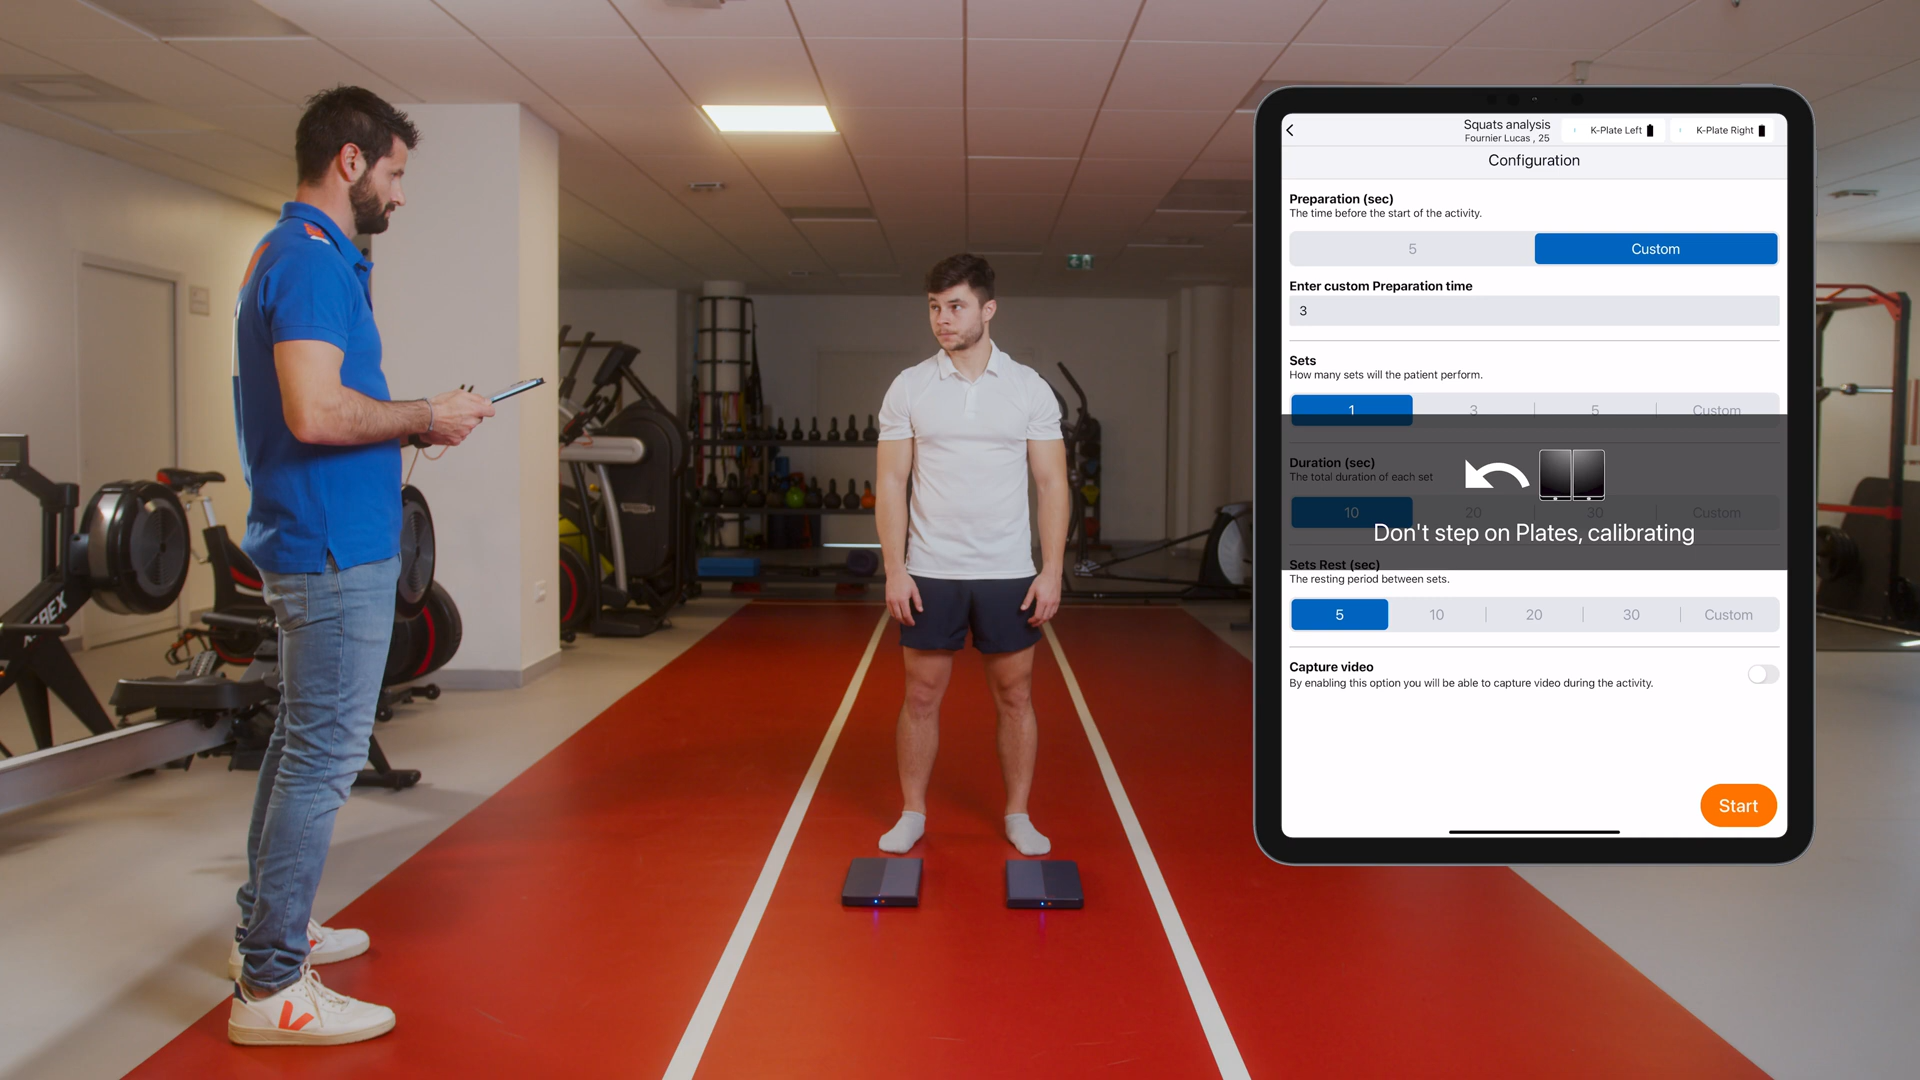 Squats analysis
Fournier Lucas , 25
K-Plate Left
K-Plate Right
Configuration
Preparation (sec)
The time before the start of the activity.
5
Custom
Enter custom Preparation time
3
Sets
How many sets will the patient perform.
1
3
5
Custom
Duration (sec)
The total duration of each set
10
20
30
Custom
Don't step on Plates, calibrating
Sets Rest (sec)
The resting period between sets.
5
10
20
30
Custom
Capture video
By enabling this option you will be able to capture video during the activity.
Start